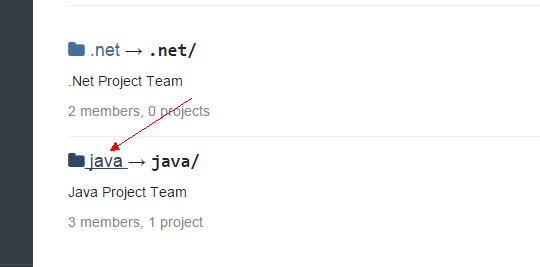 .net → .net/
.Net Project Team
2 members, 0 projects
java → java/
Java Project Team
3 members, 1 project